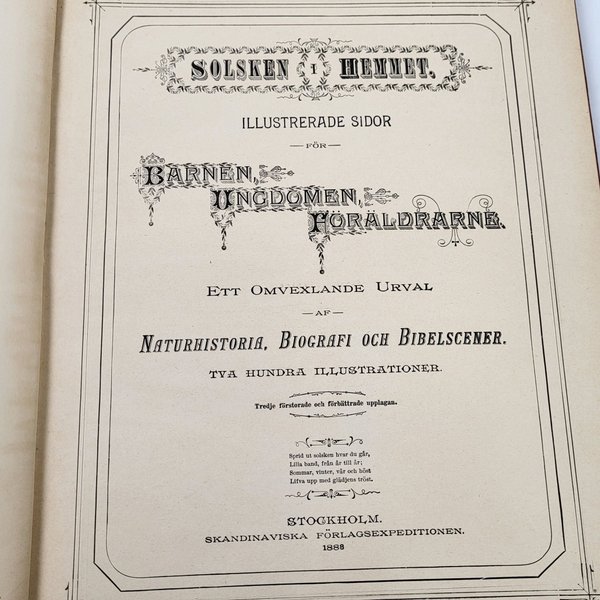 SOLSKEN I HEMMET.
ILLUSTRERADE SIDOR
— FÖR —
BARNEN,
UNGDOMEN,
FÖRÄLDRARNE.
ETT OMVEXLANDE URVAL
— AF —
NATURHISTORIA, BIOGRAFI OCH BIBELSCENER.
TVA HUNDRA ILLUSTRATIONER.
Tredje förstorade och förbättrade upplagan.
Sprid ut solsken hvar du går,
Lilla band, från år till år;
Sommar, vinter, vår och höst
Lifva upp med glädjens tröst.
STOCKHOLM.
SKANDINAVISKA FÖRLAGSEXPEDITIONEN.